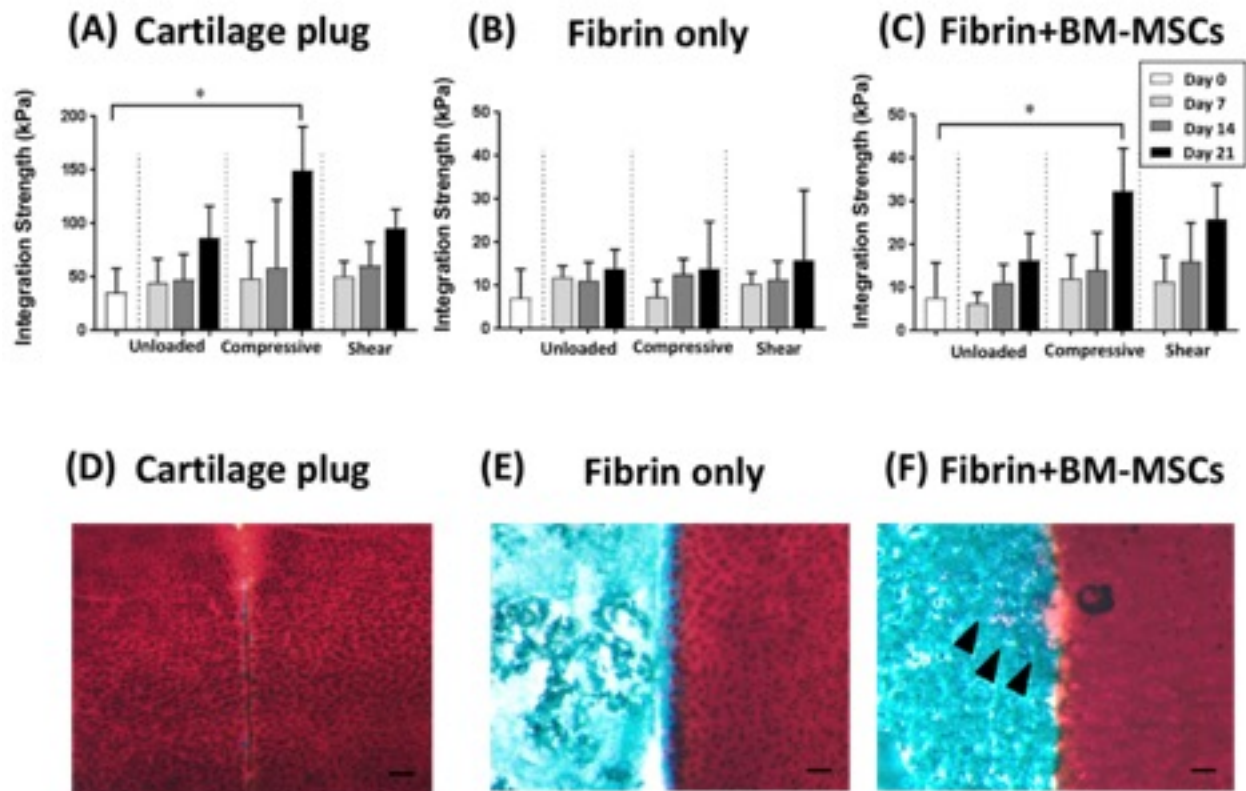 (A) Cartilage plug
(B) Fibrin only
(C) Fibrin+BM-MSCs
Integration Strength (kPa)
200
150
100
50
0
*
Unloaded
Compressive
Shear
Integration Strength (kPa)
50
40
30
20
10
0
Unloaded
Compressive
Shear
Integration Strength (kPa)
50
40
30
20
10
0
*
Unloaded
Compressive
Shear
Day 0
Day 7
Day 14
Day 21
(D) Cartilage plug
(E) Fibrin only
(F) Fibrin+BM-MSCs